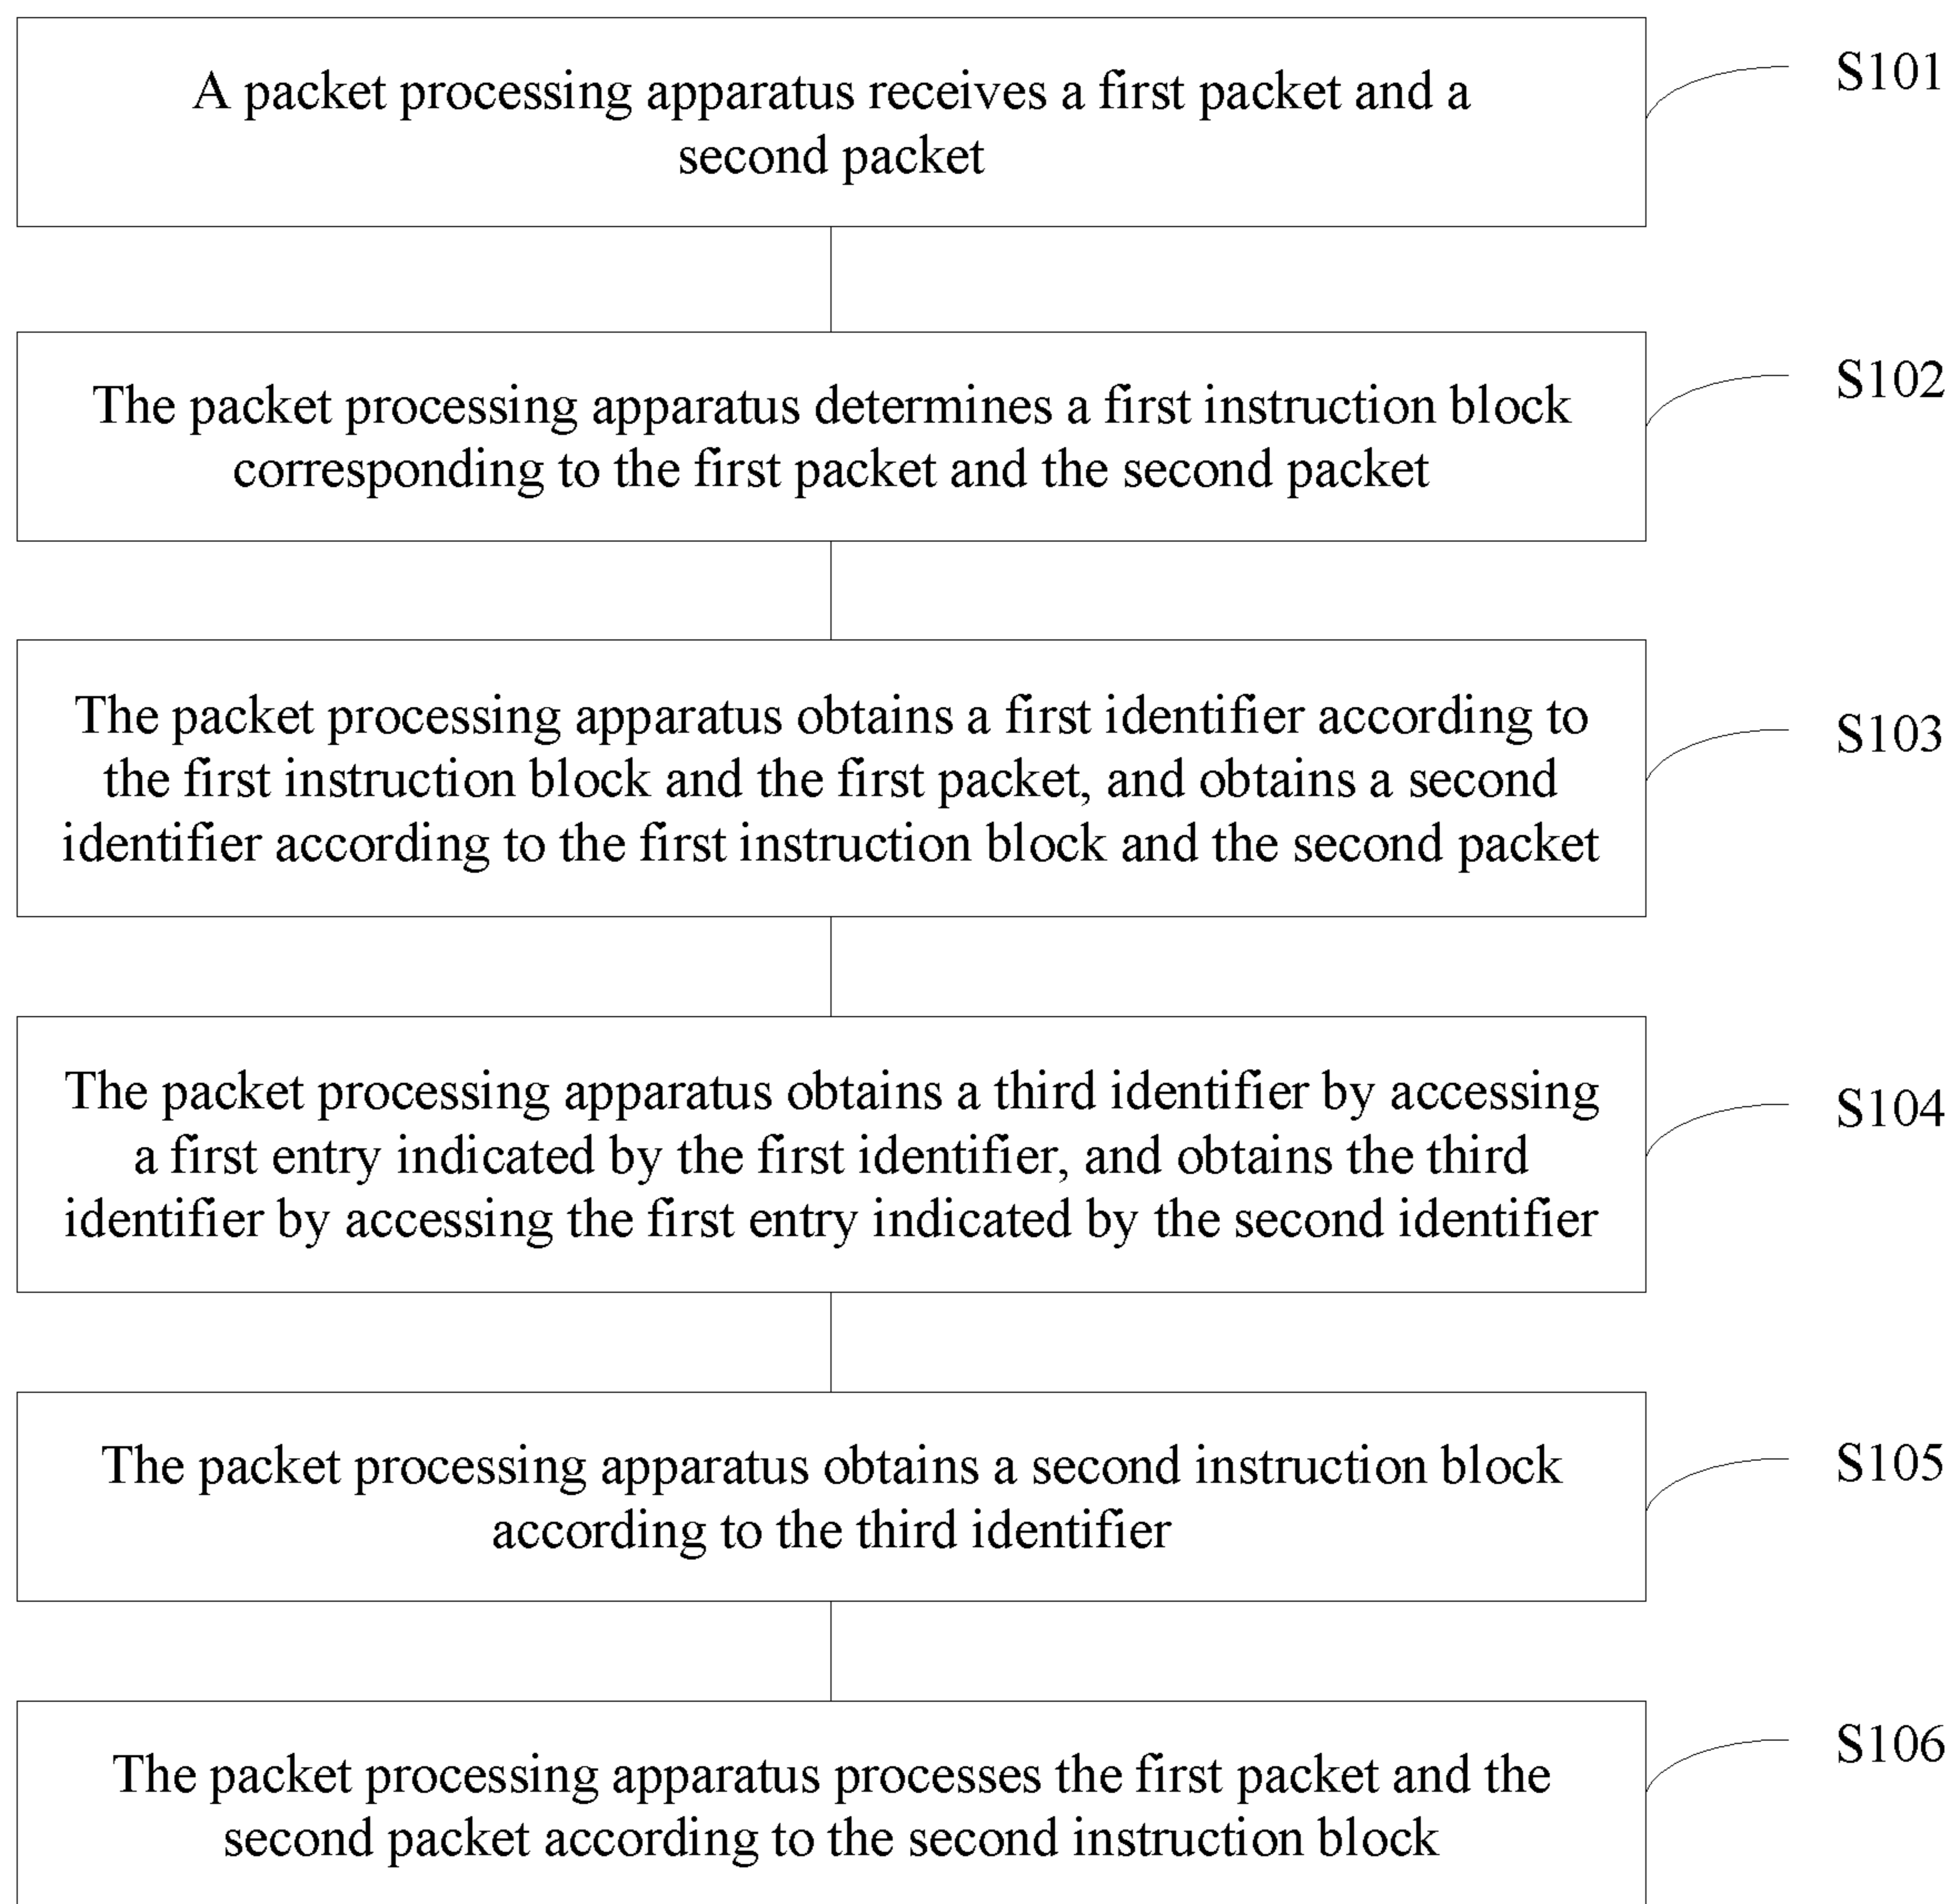 A packet processing apparatus receives a first packet and a
second packet
S101
The packet processing apparatus determines a first instruction block
corresponding to the first packet and the second packet
S102
The packet processing apparatus obtains a first identifier according to
the first instruction block and the first packet, and obtains a second
identifier according to the first instruction block and the second packet
S103
The packet processing apparatus obtains a third identifier by accessing
a first entry indicated by the first identifier, and obtains the third
identifier by accessing the first entry indicated by the second identifier
S104
The packet processing apparatus obtains a second instruction block
according to the third identifier
S105
The packet processing apparatus processes the first packet and the
second packet according to the second instruction block
S106